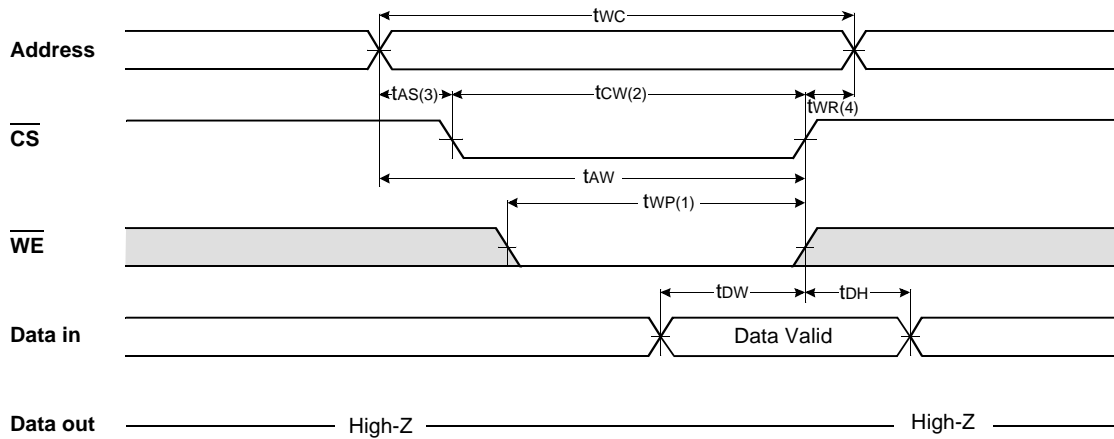 tWC
Address
tAS(3) tCW(2) tWR(4)
CS
tAW
tWP(1)
WE
tDW tDH
Data in Data Valid
Data out High-Z High-Z